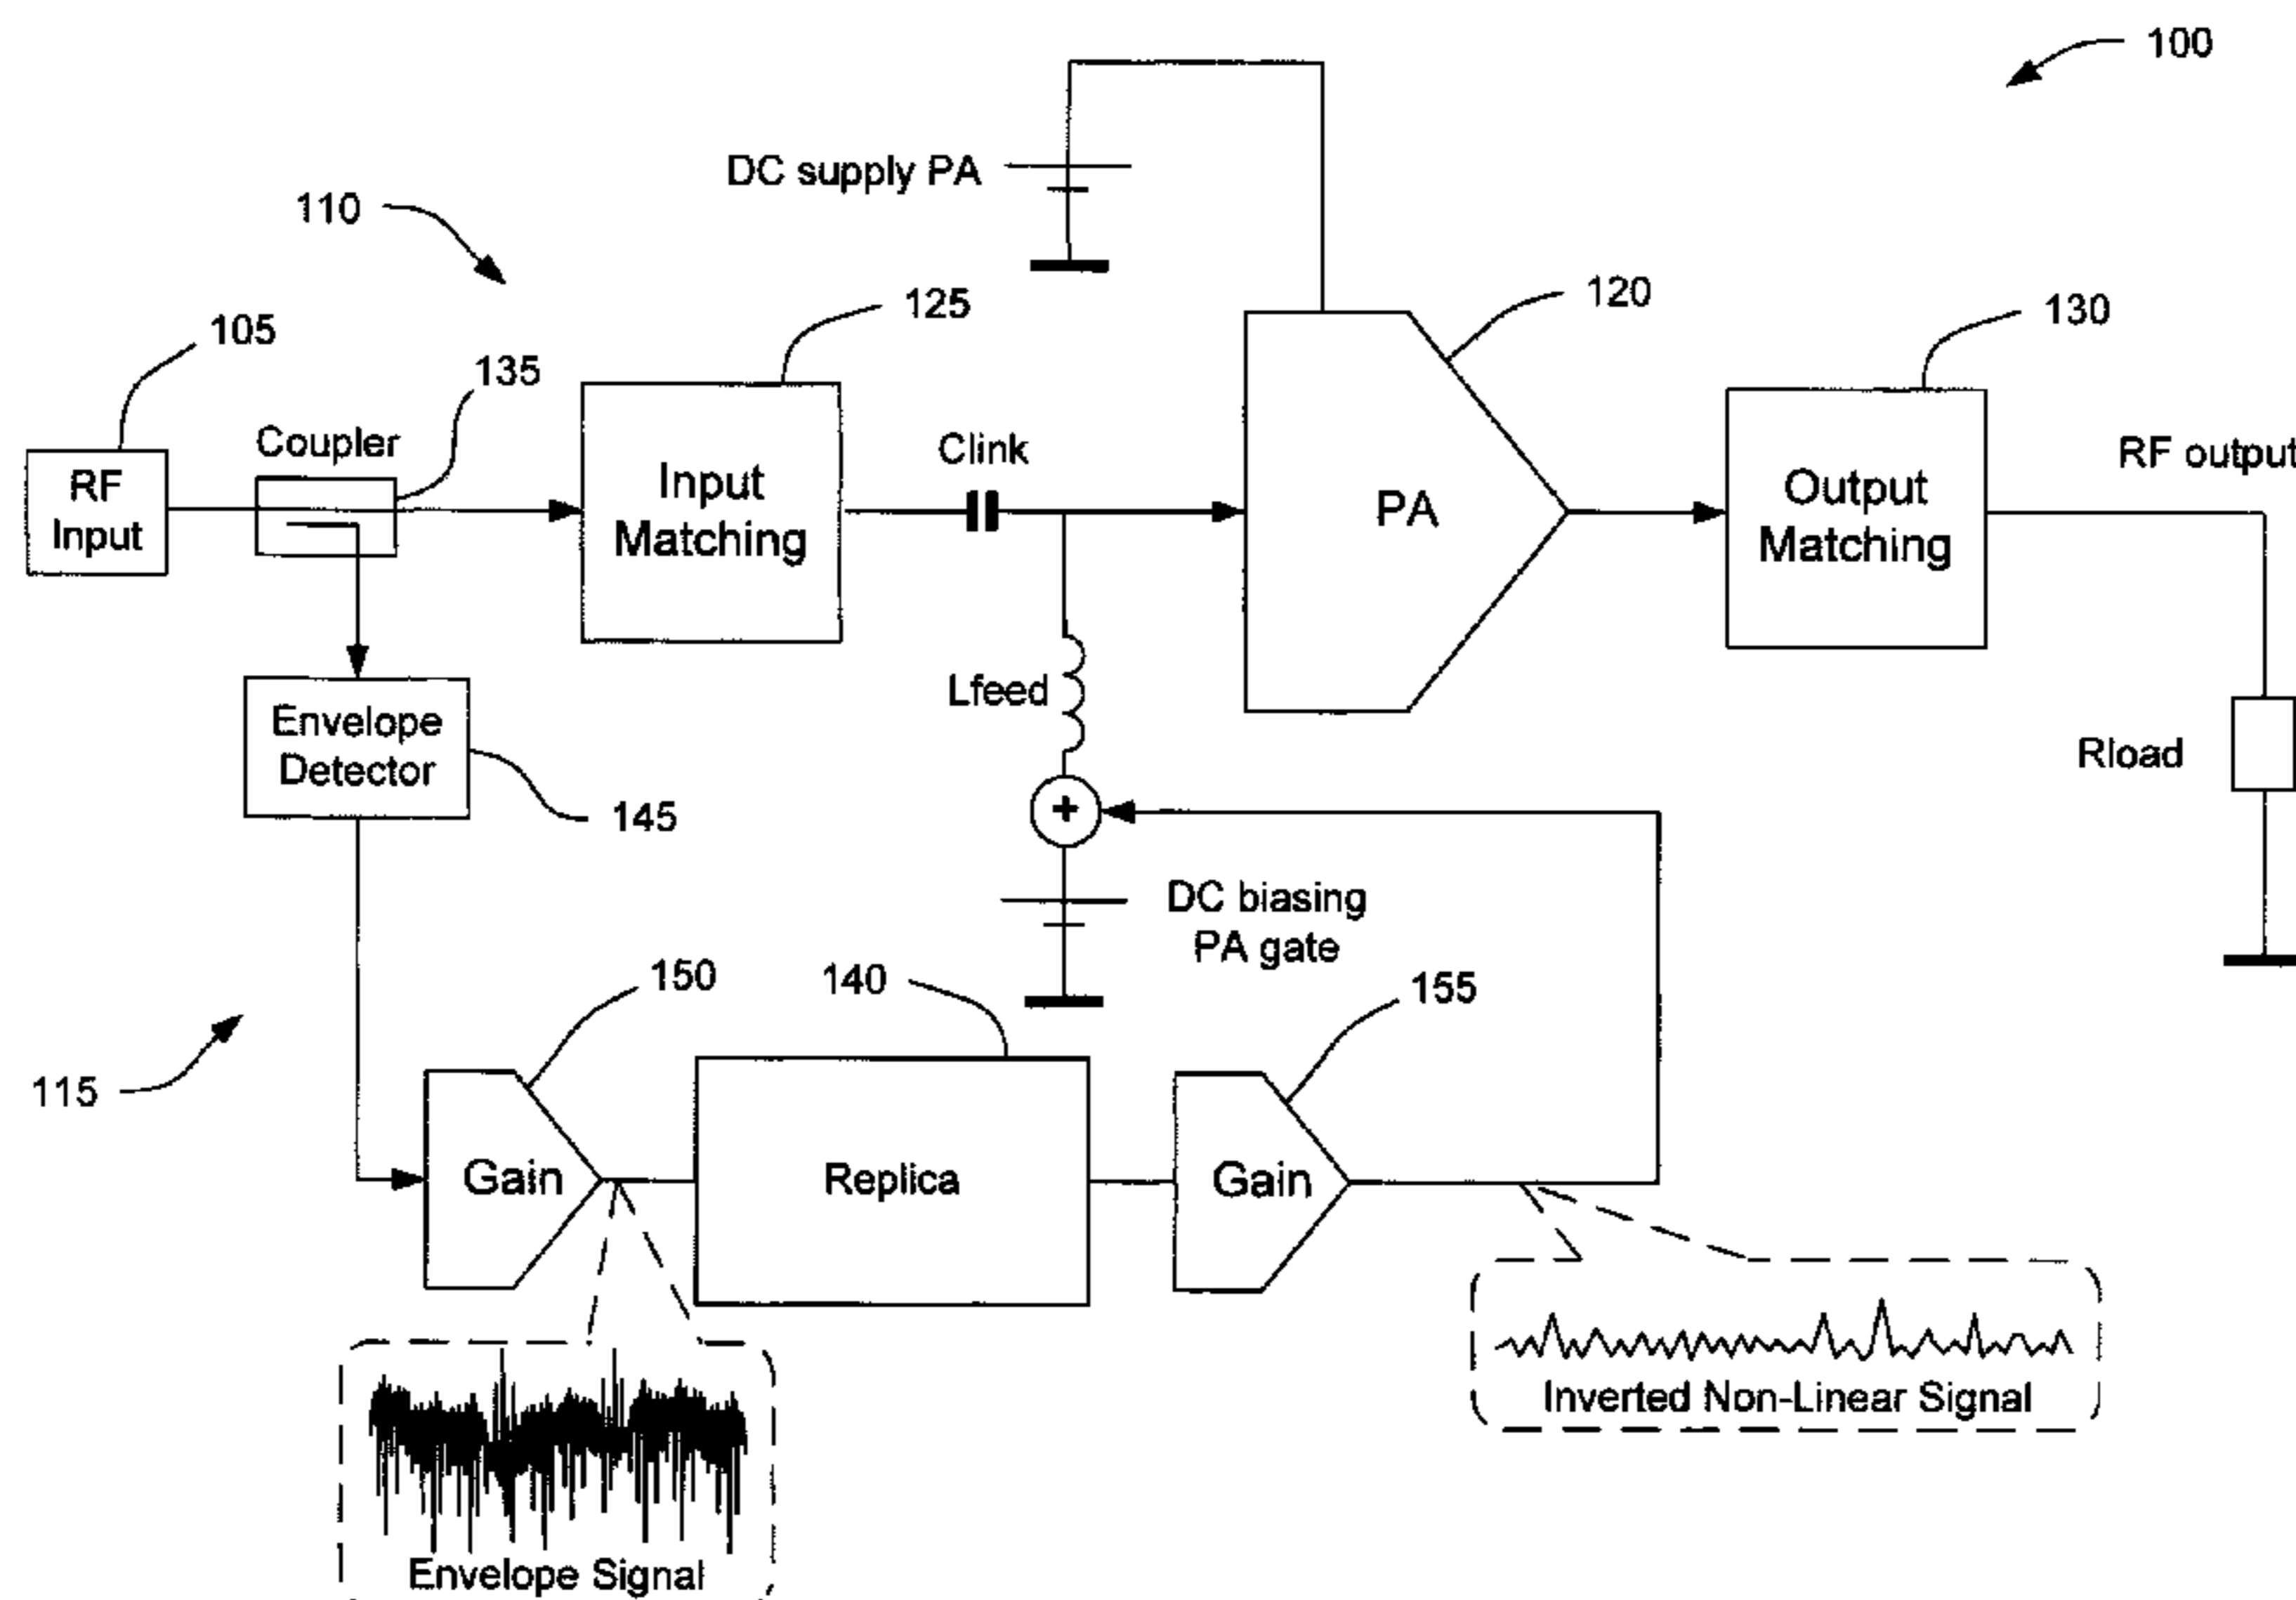 100
DC supply PA
110
120
125
130
105
135
Coupler
Clink
RF output
RF
Input
Input
Matching
PA
Output
Matching
Envelope
Detector
Lfeed
Rload
145
+
DC biasing
PA gate
150
140
155
115
Gain
Replica
Gain
Inverted Non-Linear Signal
Envelope Signal